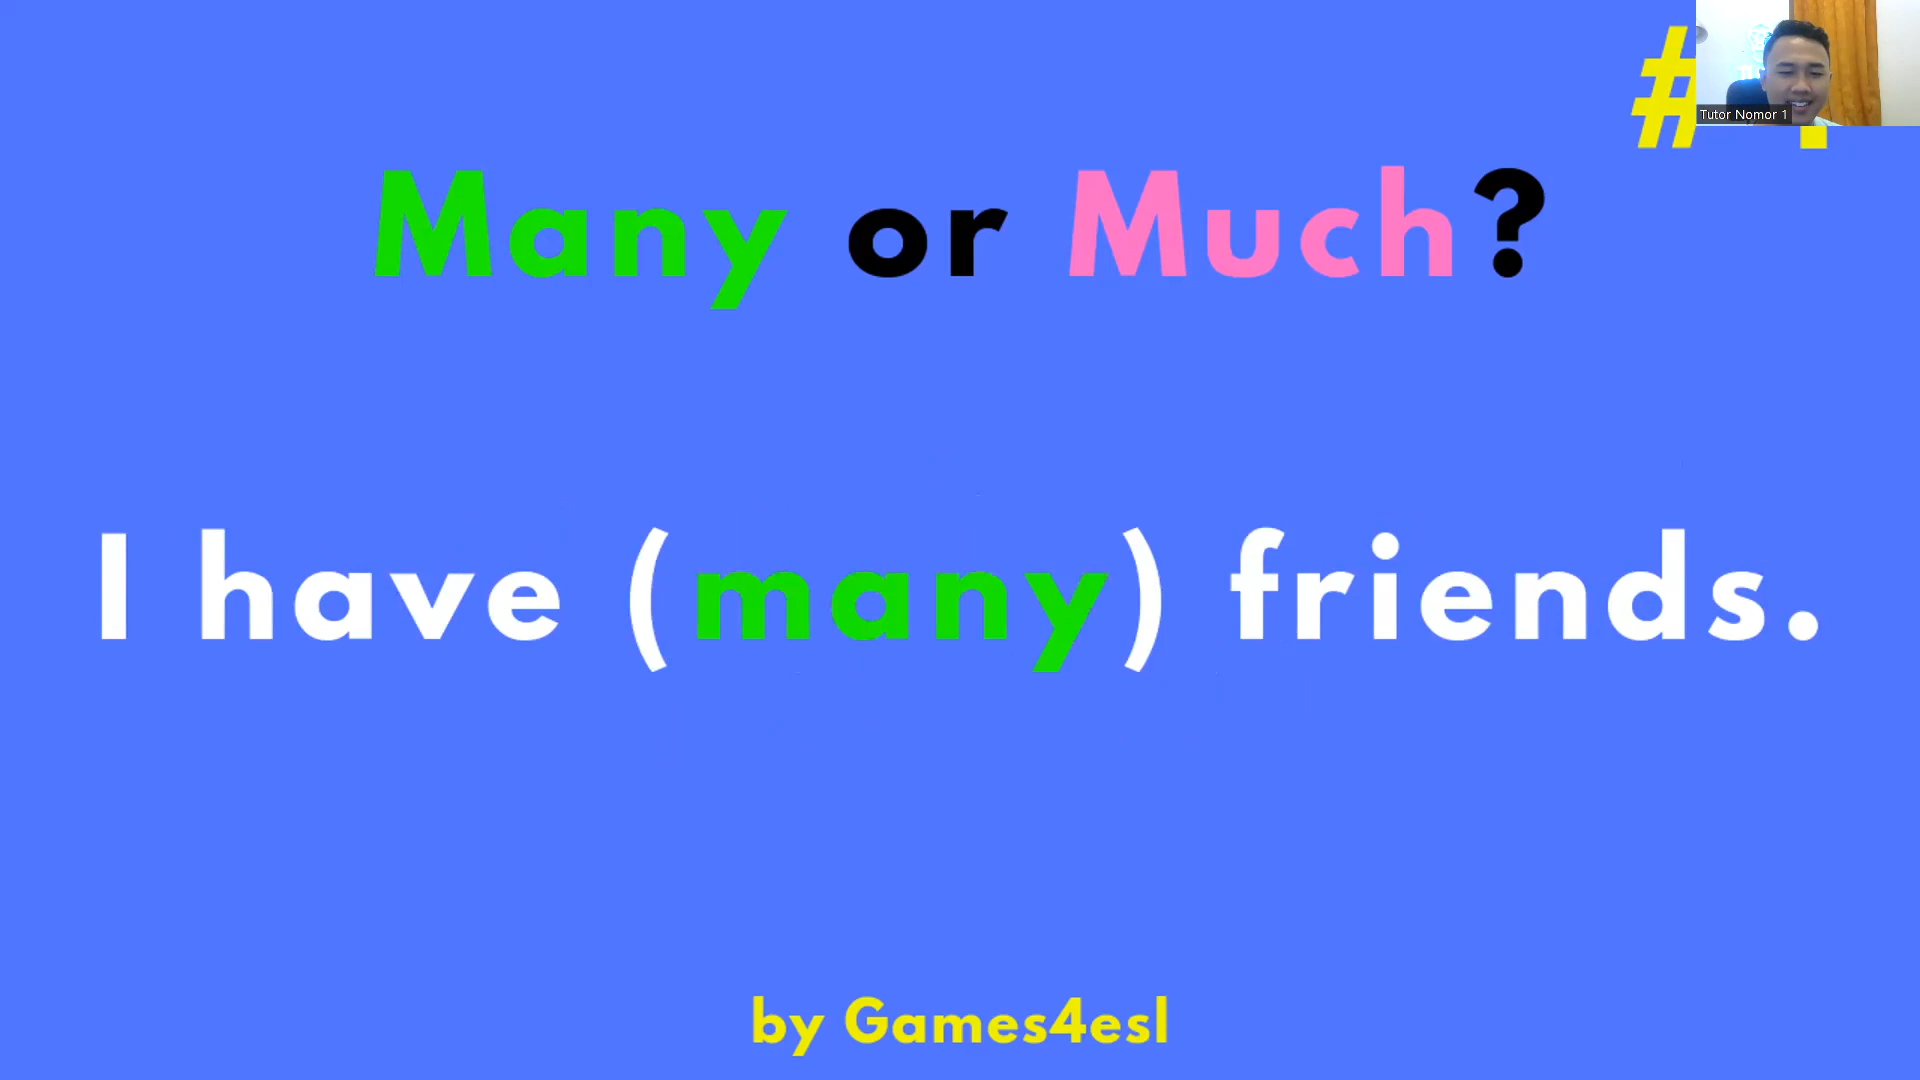 #
Tutor Nomor 1
Many or Much?
I have (many) friends.
by Games4esl